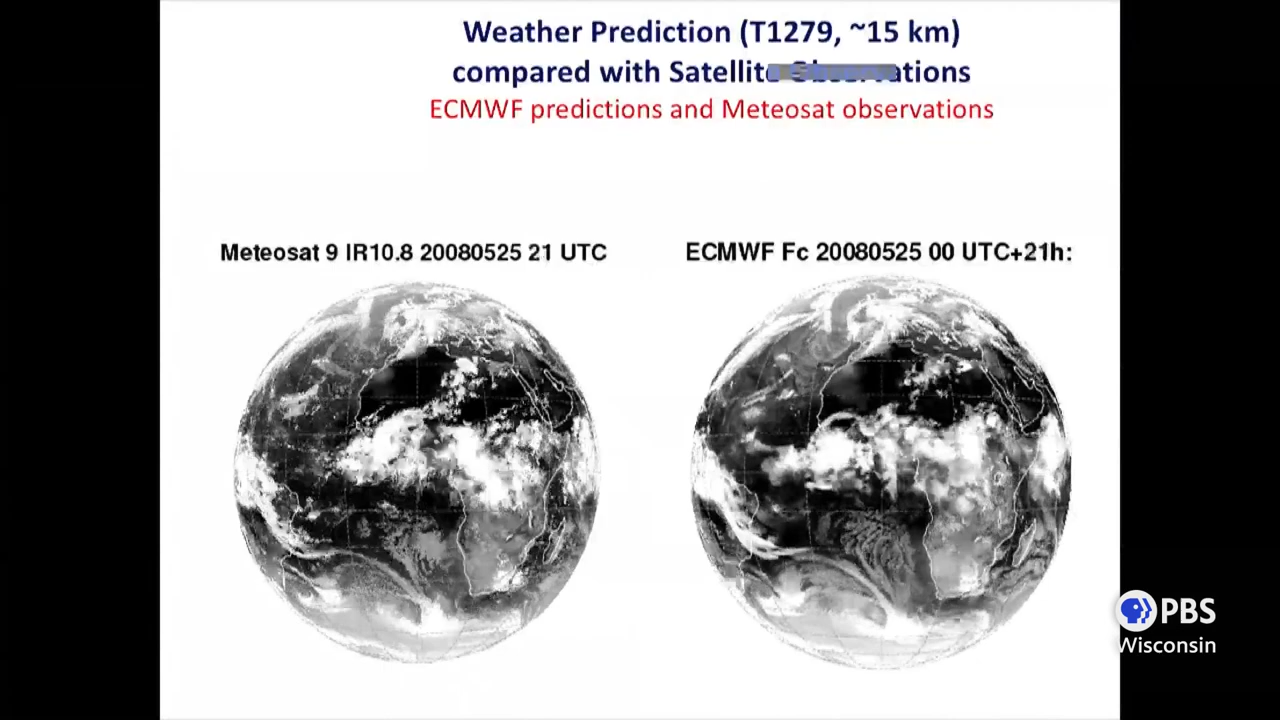 Weather Prediction (T1279, ~15 km)
compared with Satellite
ECMWF predictions and Meteosat observations
Meteosat 9 IR10.8 20080525 21 UTC
ECMWF Fc 20080525 00 UTC+21h:
PBS
Wisconsin